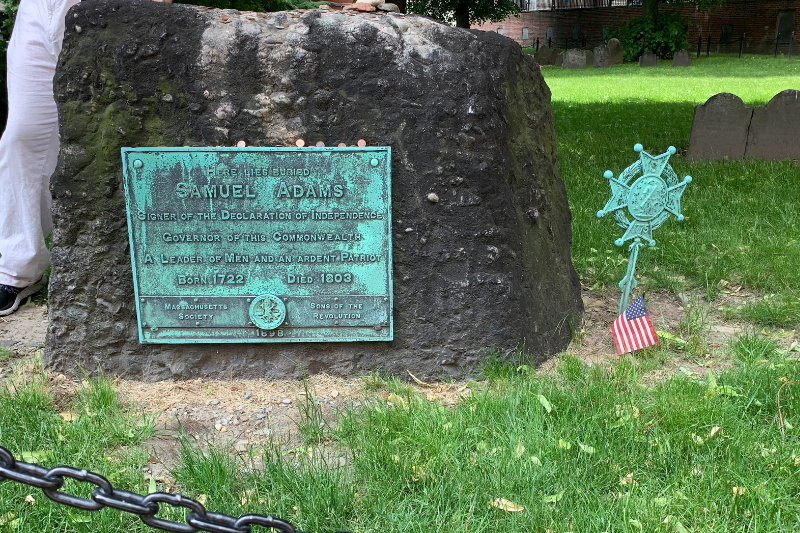 Here lies buried
Samuel Adams
Signer of the Declaration of Independence
Governor of this Commonwealth
A Leader of Men and an ardent Patriot
Born 1722 Died 1803
Massachusetts Society Sons of the Revolution
1898